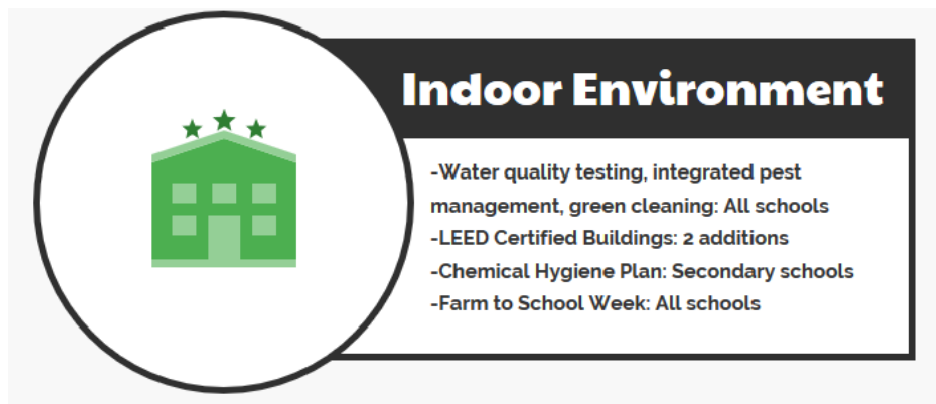 Indoor Environment
-Water quality testing, integrated pest
management, green cleaning: All schools
-LEED Certified Buildings: 2 additions
-Chemical Hygiene Plan: Secondary schools
-Farm to School Week: All schools